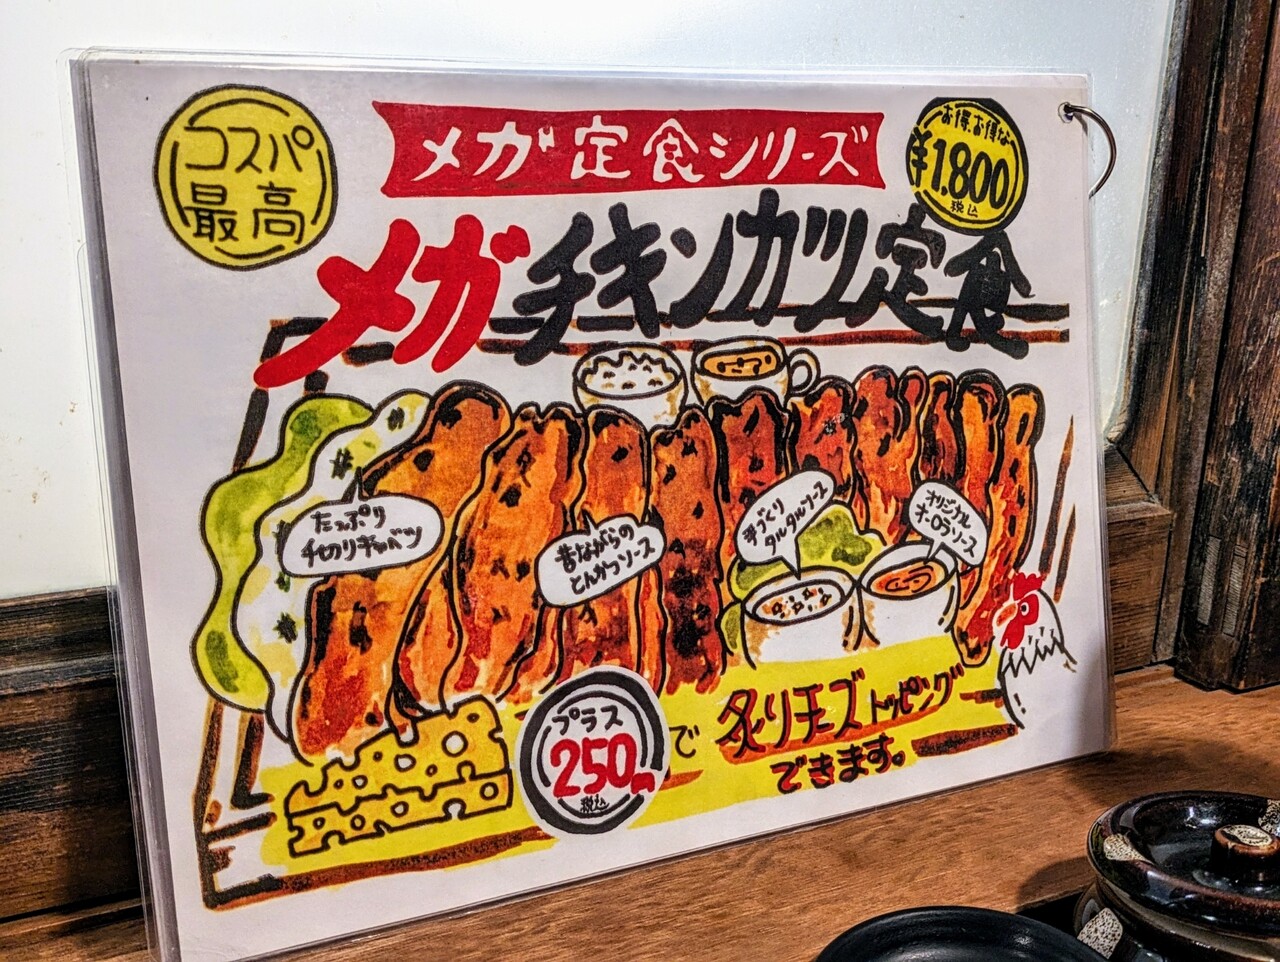 コスパ
最高
メガ定食シリーズ
お得、お得な
¥1.800
税込
メガチキンカツ定食
たっぷり
千切りキャベツ
昔ながらの
とんかつソース
手づくり
タルタルソース
オリジナル
オーロラソース
プラス
250円
税込
で
炙りチーズトッピング
できます。